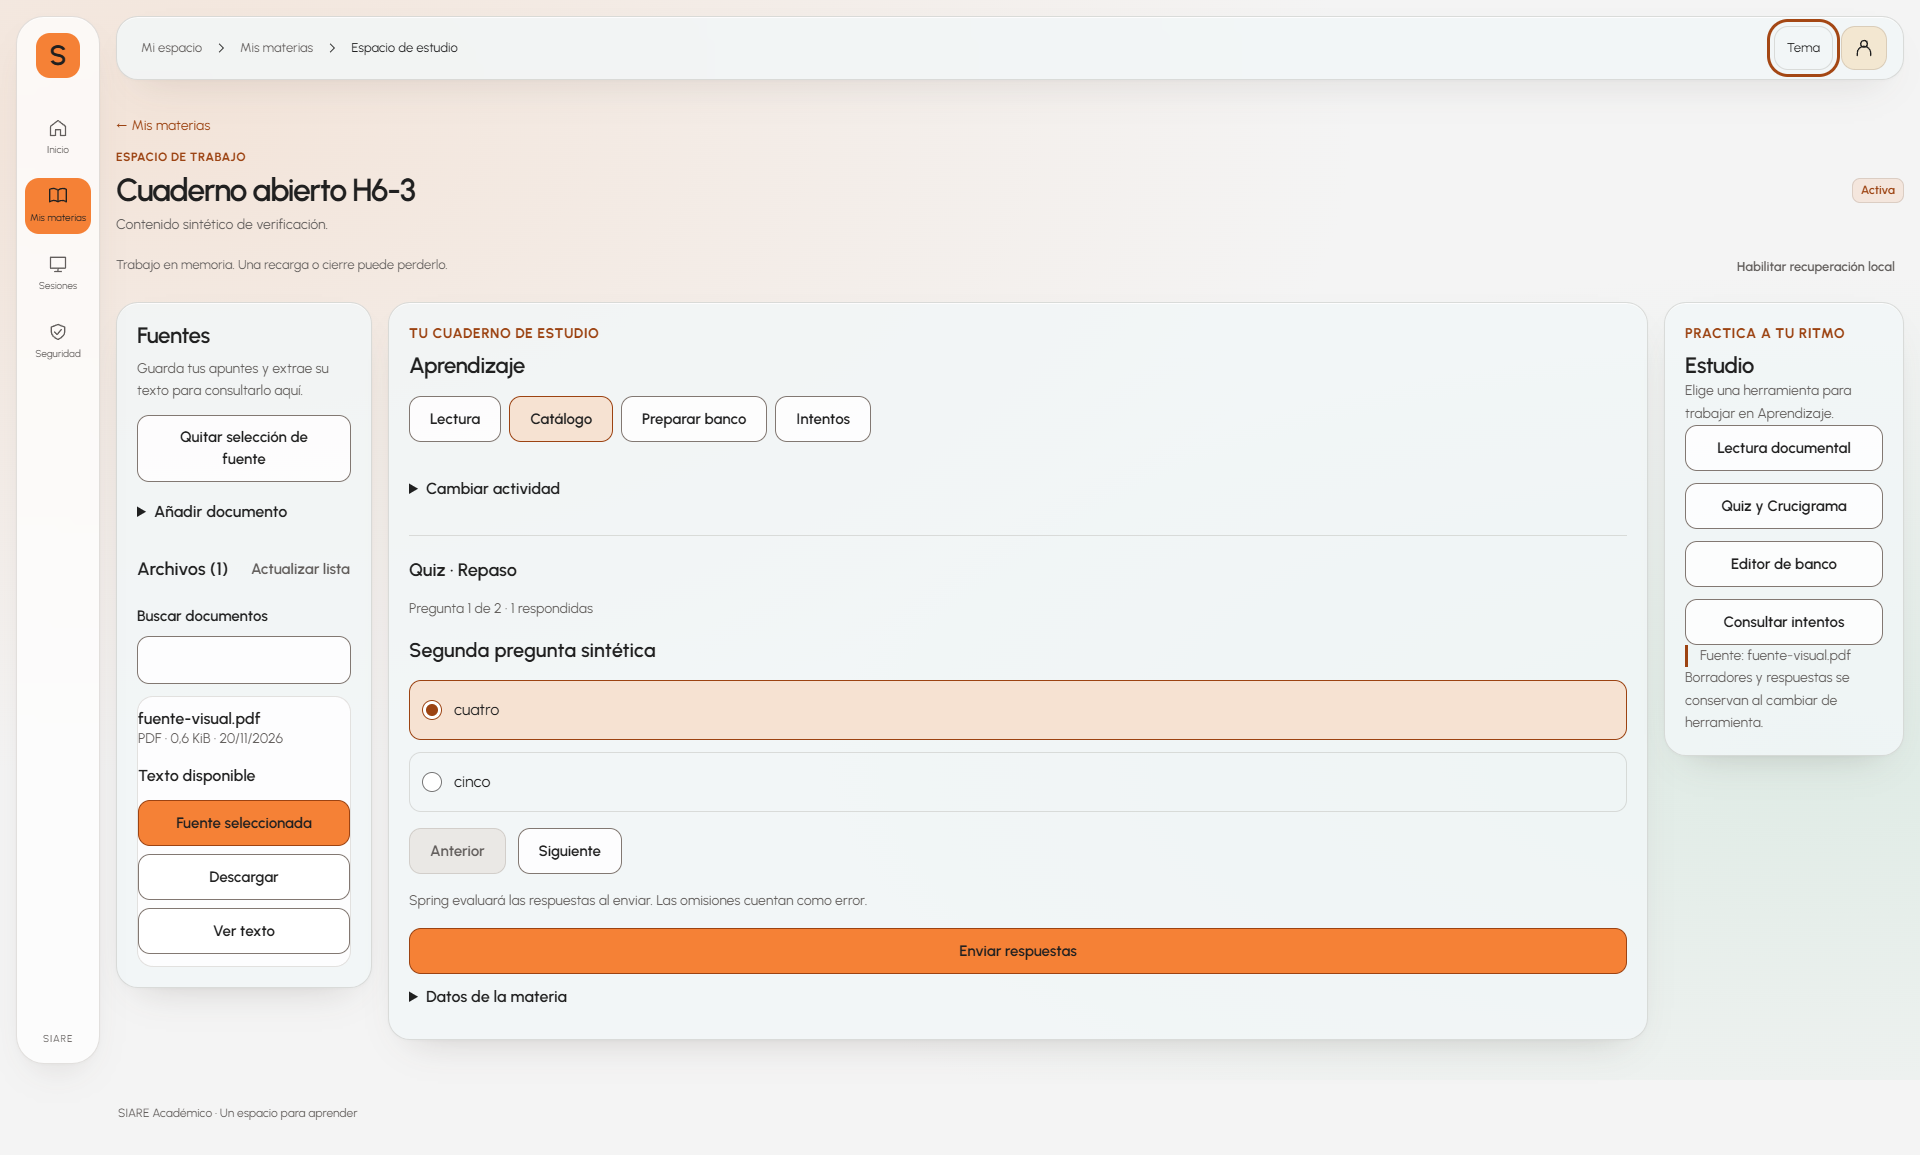 S
Inicio
Mis materias
Sesiones
Seguridad
SIARE
Mi espacio > Mis materias > Espacio de estudio
Tema
← Mis materias
ESPACIO DE TRABAJO
Cuaderno abierto H6-3
Activa
Contenido sintético de verificación.
Trabajo en memoria. Una recarga o cierre puede perderlo.
Habilitar recuperación local
Fuentes
Guarda tus apuntes y extrae su
texto para consultarlo aquí.
Quitar selección de
fuente
Añadir documento
Archivos (1)
Actualizar lista
Buscar documentos
fuente-visual.pdf
PDF · 0,6 KiB · 20/11/2026
Texto disponible
Fuente seleccionada
Descargar
Ver texto
TU CUADERNO DE ESTUDIO
Aprendizaje
Lectura
Catálogo
Preparar banco
Intentos
Cambiar actividad
Quiz · Repaso
Pregunta 1 de 2 · 1 respondidas
Segunda pregunta sintética
cuatro
cinco
Anterior
Siguiente
Spring evaluará las respuestas al enviar. Las omisiones cuentan como error.
Enviar respuestas
Datos de la materia
PRACTICA A TU RITMO
Estudio
Elige una herramienta para
trabajar en Aprendizaje.
Lectura documental
Quiz y Crucigrama
Editor de banco
Consultar intentos
Fuente: fuente-visual.pdf
Borradores y respuestas se
conservan al cambiar de
herramienta.
SIARE Académico · Un espacio para aprender